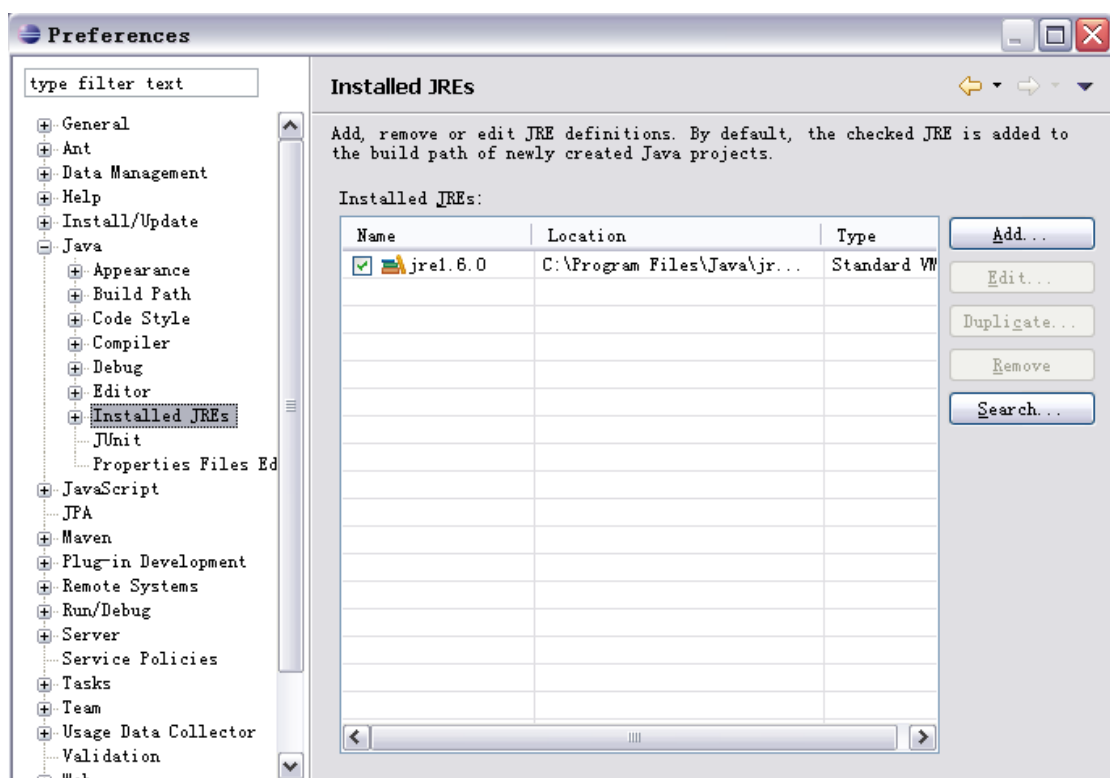 Preferences
type filter text
General
Ant
Data Management
Help
Install/Update
Java
Appearance
Build Path
Code Style
Compiler
Debug
Editor
Installed JREs
JUnit
Properties Files Ed
JavaScript
JPA
Maven
Plug-in Development
Remote Systems
Run/Debug
Server
Service Policies
Tasks
Team
Usage Data Collector
Validation
Installed JREs
Add, remove or edit JRE definitions. By default, the checked JRE is added to
the build path of newly created Java projects.
Installed JREs:
Name Location Type
jre1.6.0 C:\Program Files\Java\jr... Standard VM
Add...
Edit...
Duplicate...
Remove
Search...